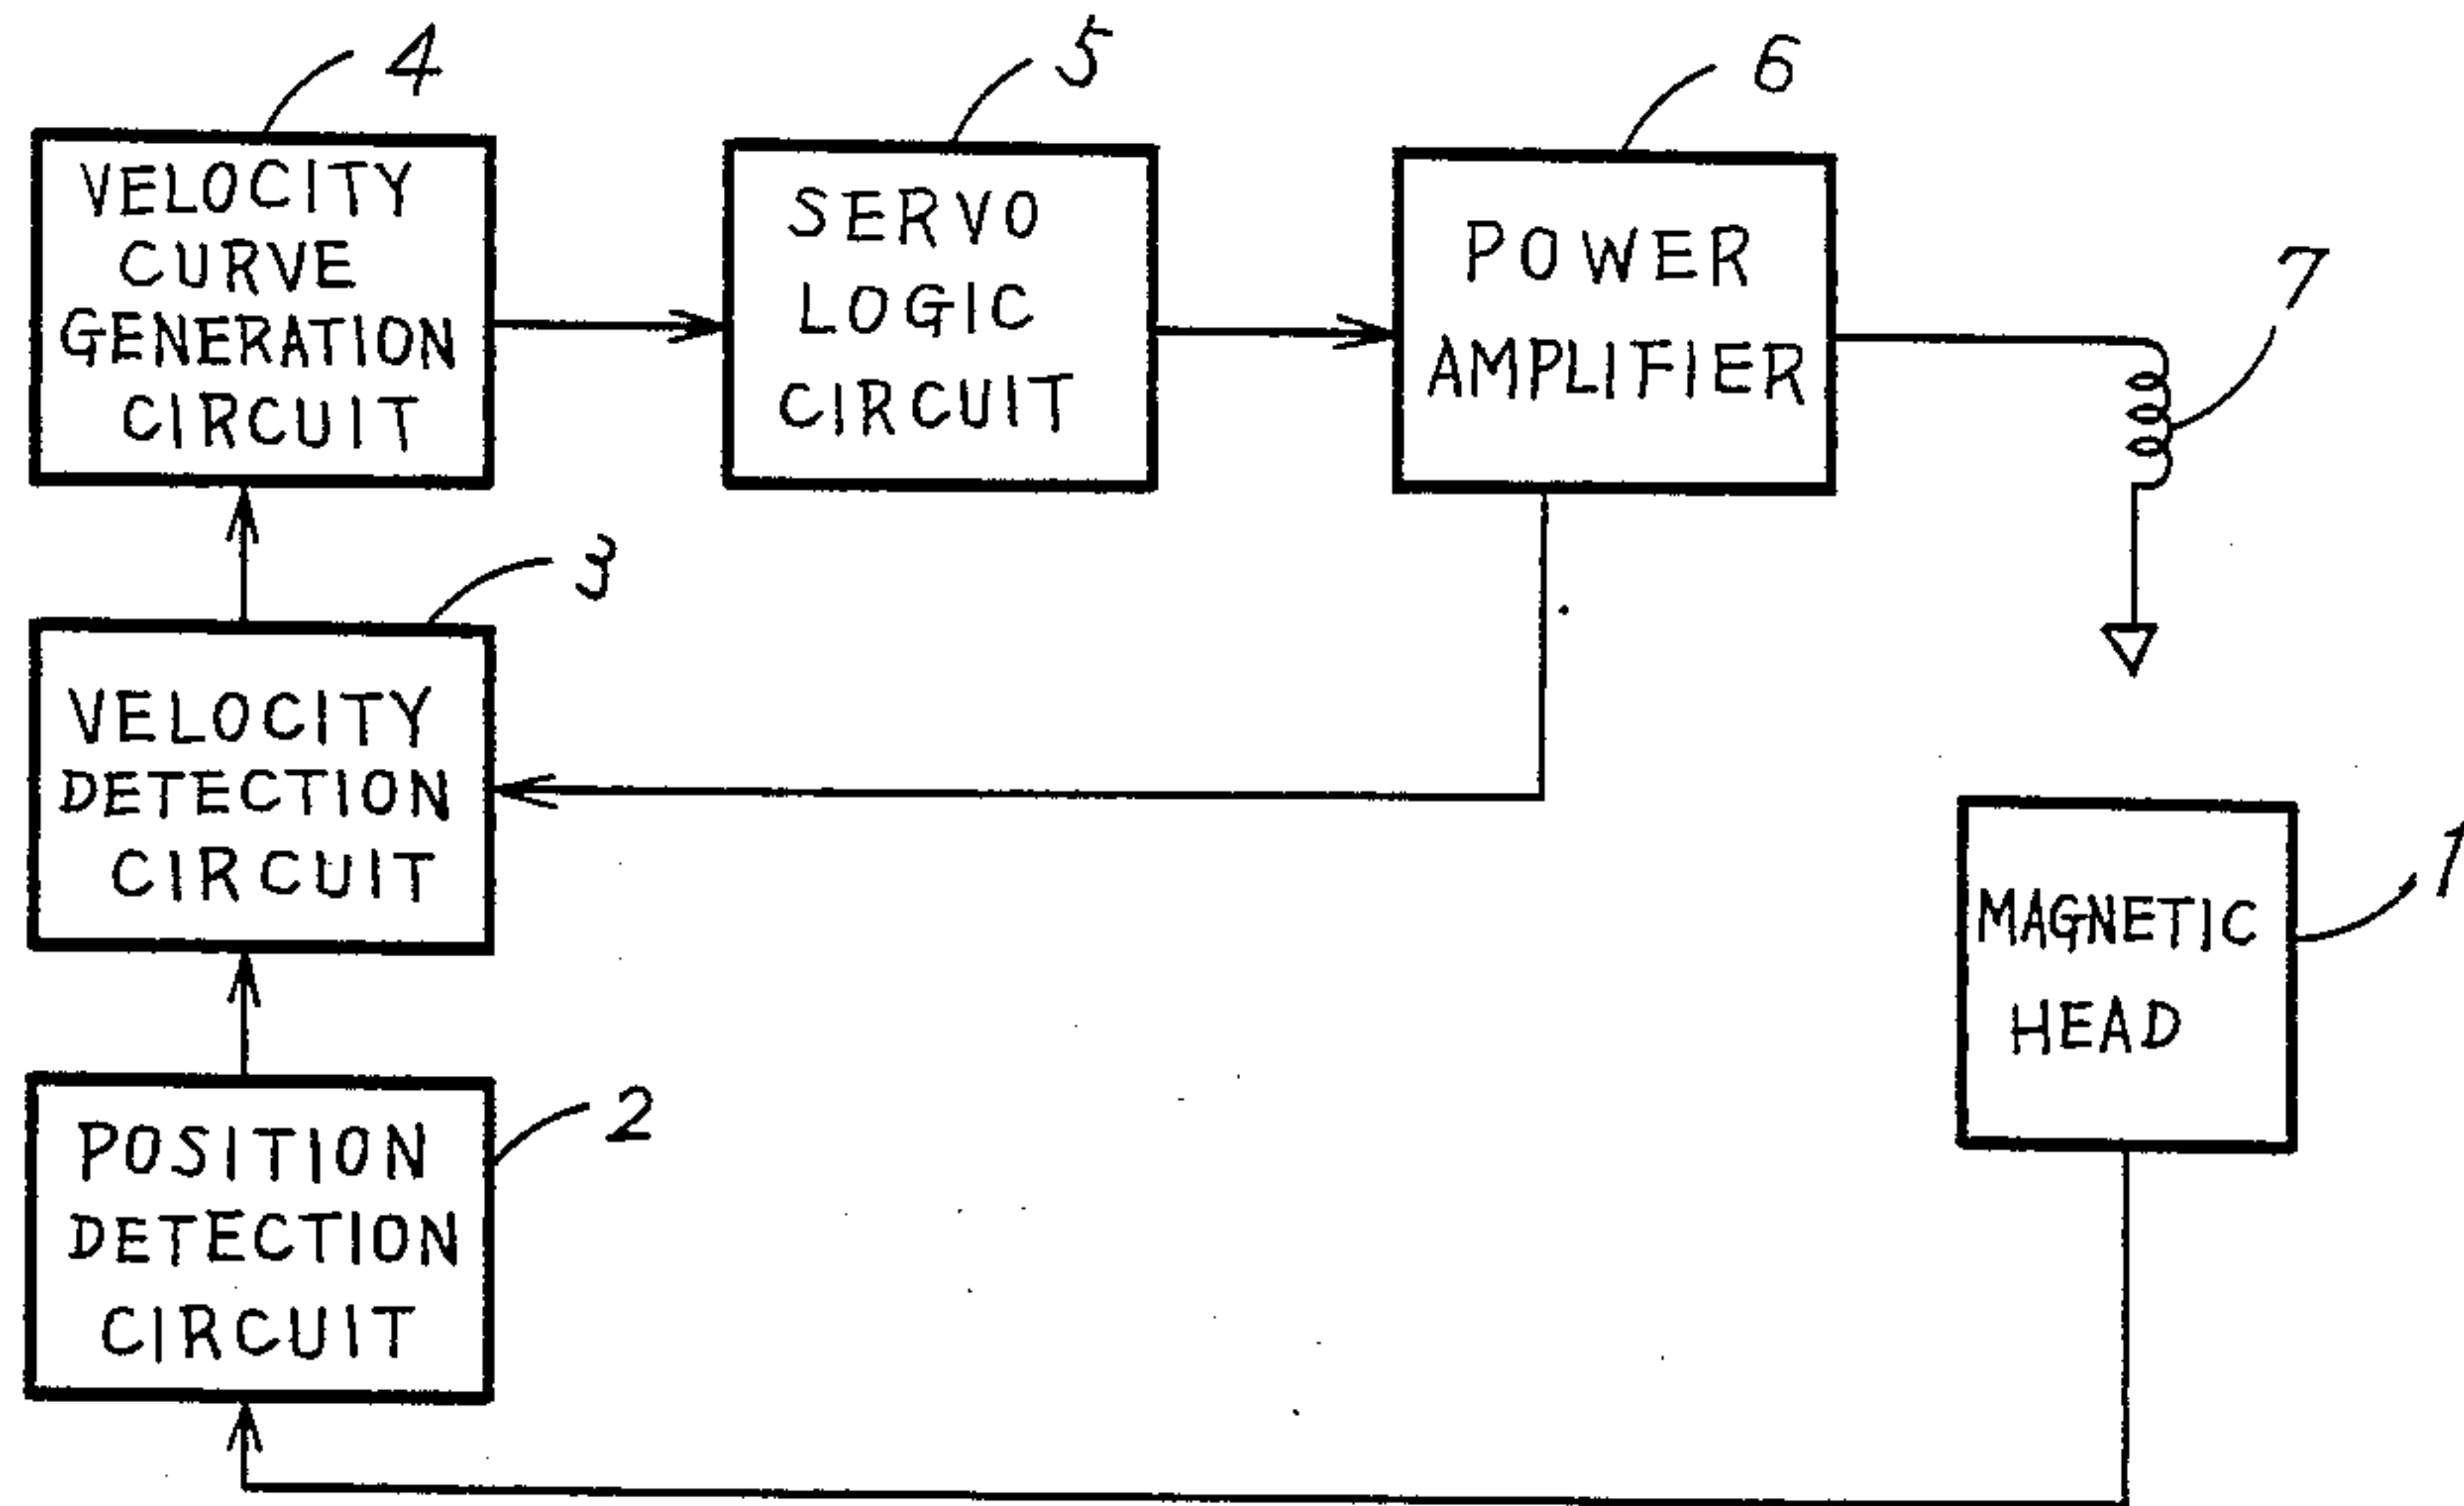 4
5
6
VELOCITY
CURVE
GENERATION
CIRCUIT
SERVO
LOGIC
CIRCUIT
POWER
AMPLIFIER
7
3
VELOCITY
DETECTION
CIRCUIT
1
MAGNETIC
HEAD
2
POSITION
DETECTION
CIRCUIT